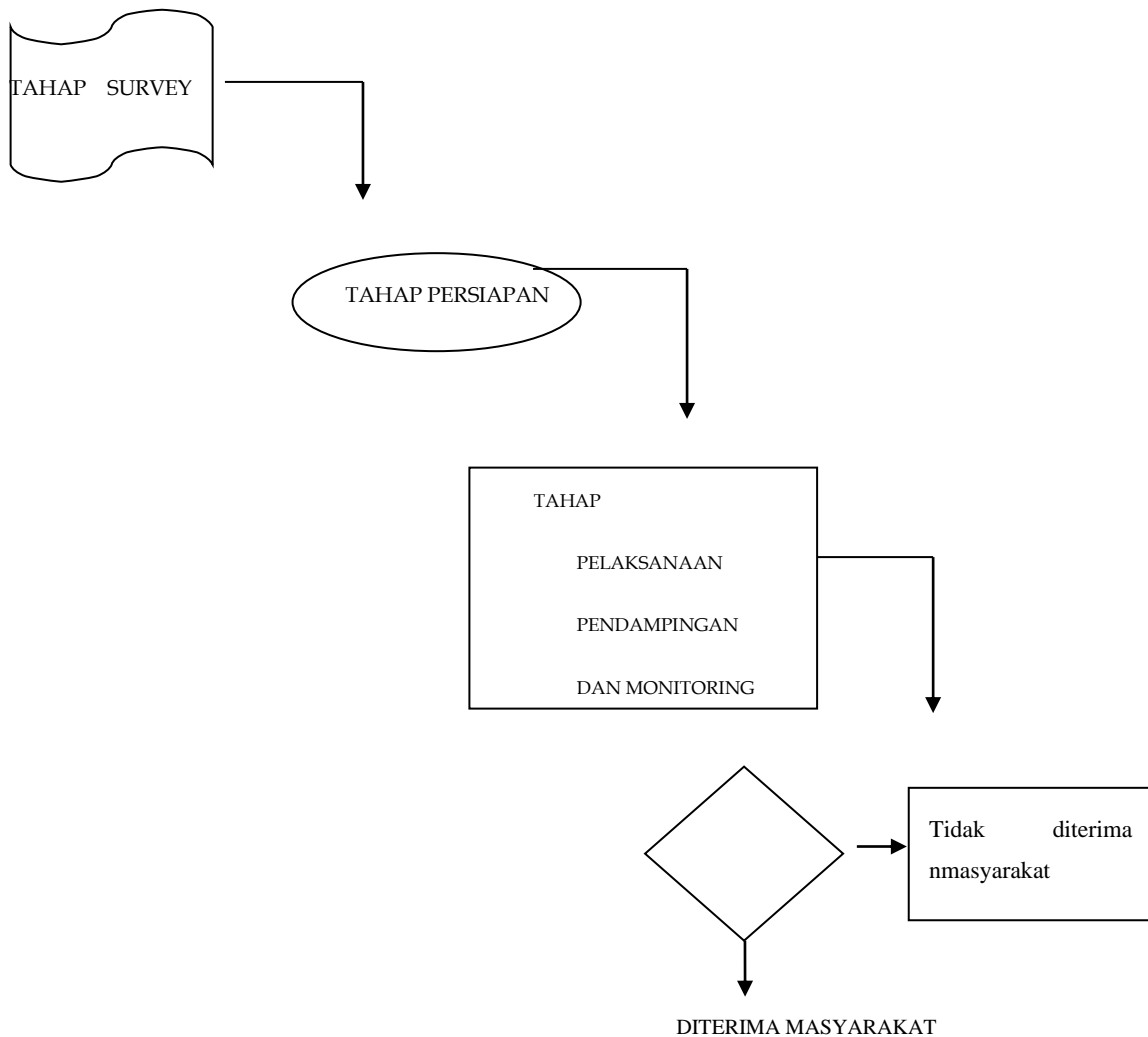 TAHAP SURVEY
TAHAP PERSIAPAN
TAHAP
PELAKSANAAN
PENDAMPINGAN
DAN MONITORING
Tidak diterima
nmasyarakat
DITERIMA MASYARAKAT